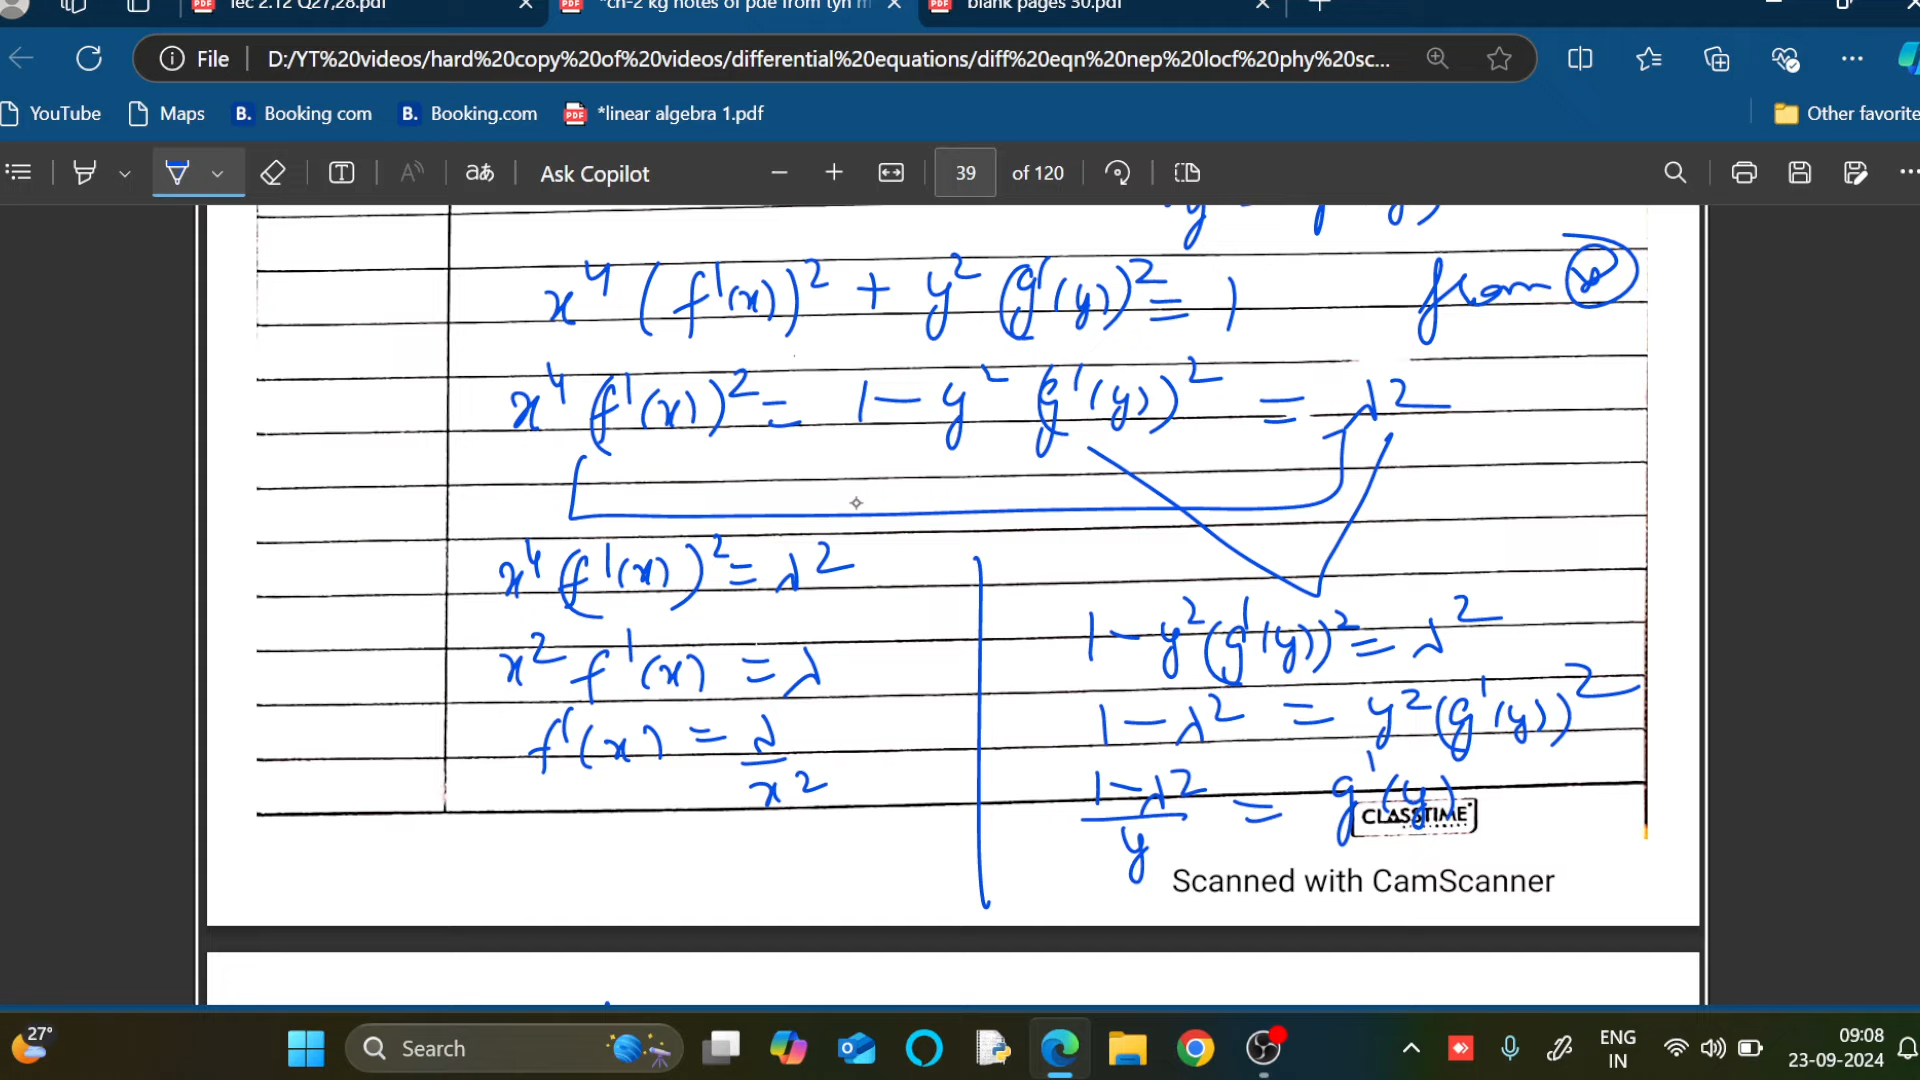 lec 2.12 Q27,28.pdf
*ch-2 kg notes of pde from tyn m
blank pages 30.pdf
File
D:/YT%20videos/hard%20copy%20of%20videos/differential%20equations/diff%20eqn%20nep%20locf%20phy%20sc...
YouTube
Maps
B. Booking.com
B. Booking.com
PDF *linear algebra 1.pdf
Other favorite
Ask Copilot
39 of 120
x⁴ (f'(x))² + y² (g'(y))² = 1 from
x⁴ (f'(x))² = 1 - y² (g'(y))² = λ²
x⁴ (f'(x))² = λ²
x² f'(x) = λ
f'(x) = λ/x²
1 - y² (g'(y))² = λ²
1 - λ² = y² (g'(y))²
1 - λ²/y = g'(y)
CLASSTIME
Scanned with CamScanner
27°
Search
ENG
IN
09:08
23-09-2024